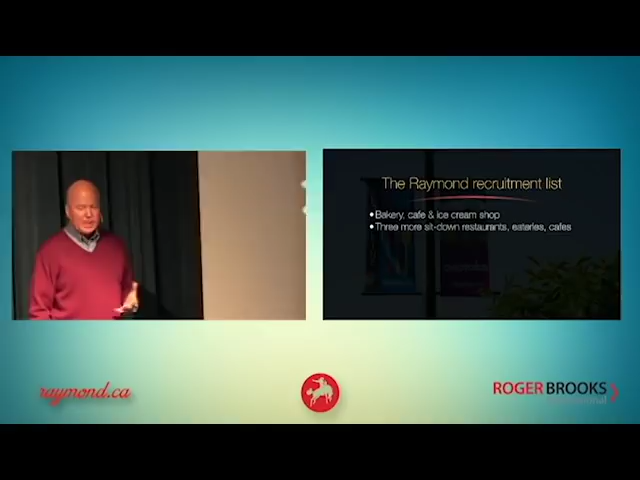 The Raymond recruitment list
•Bakery, cafe & ice cream shop
•Three more sit-down restaurants, eateries, cafes
raymond.ca
ROGER BROOKS